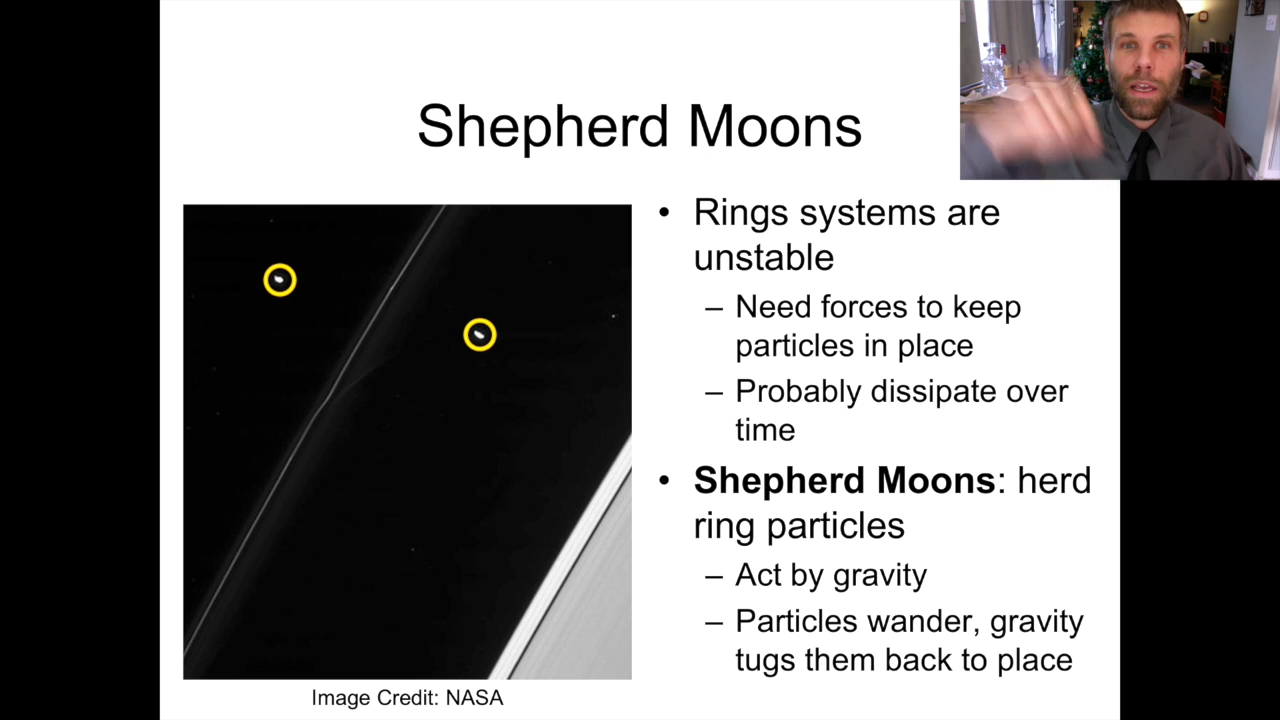 Shepherd Moons
• Rings systems are
unstable
– Need forces to keep
particles in place
– Probably dissipate over
time
• Shepherd Moons: herd
ring particles
– Act by gravity
– Particles wander, gravity
tugs them back to place
Image Credit: NASA